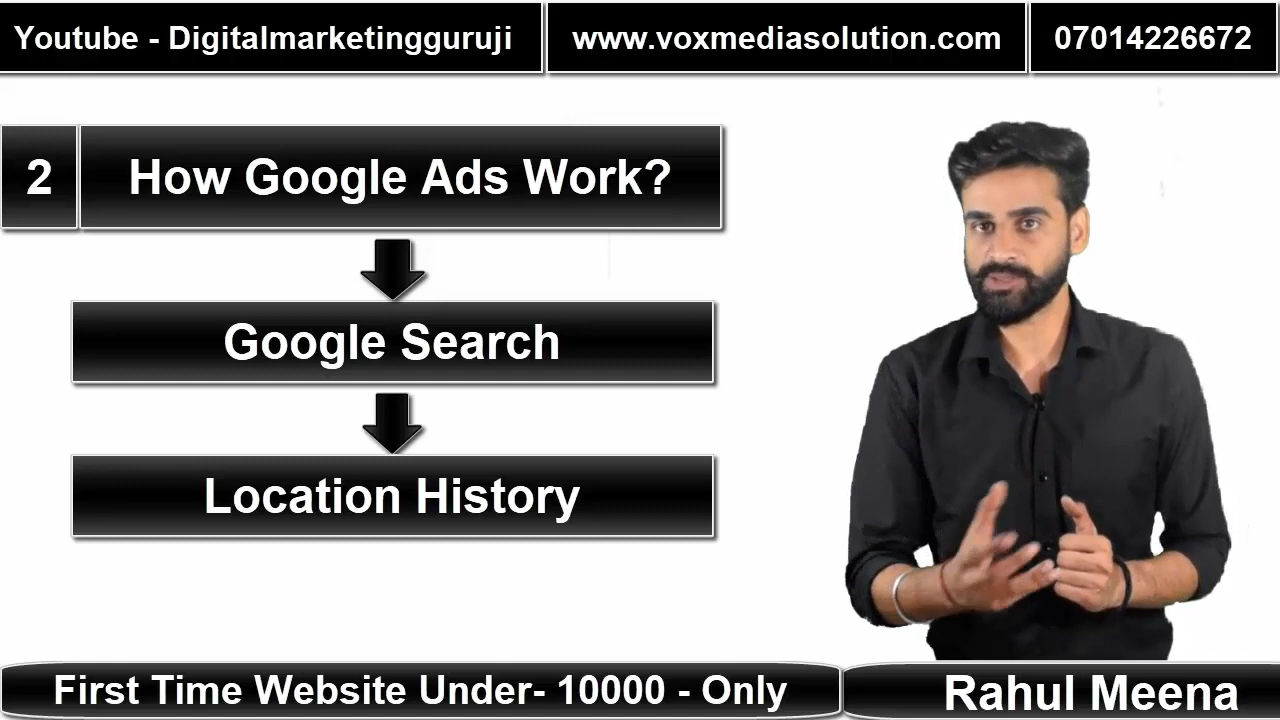 Youtube - Digitalmarketingguruji
www.voxmediasolution.com
07014226672
2
How Google Ads Work?
Google Search
Location History
First Time Website Under- 10000 - Only
Rahul Meena